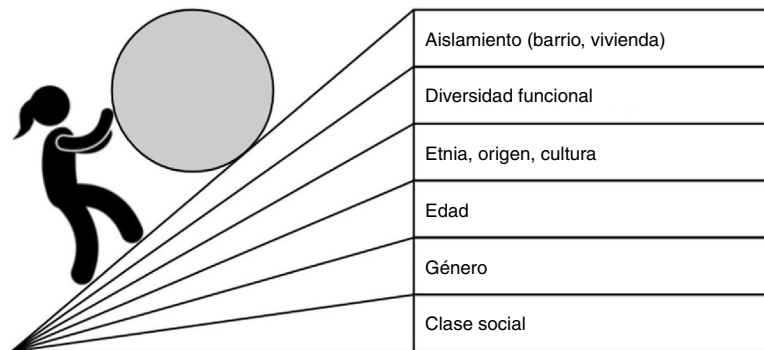 Aislamiento (barrio, vivienda)
Diversidad funcional
Etnia, origen, cultura
Edad
Género
Clase social